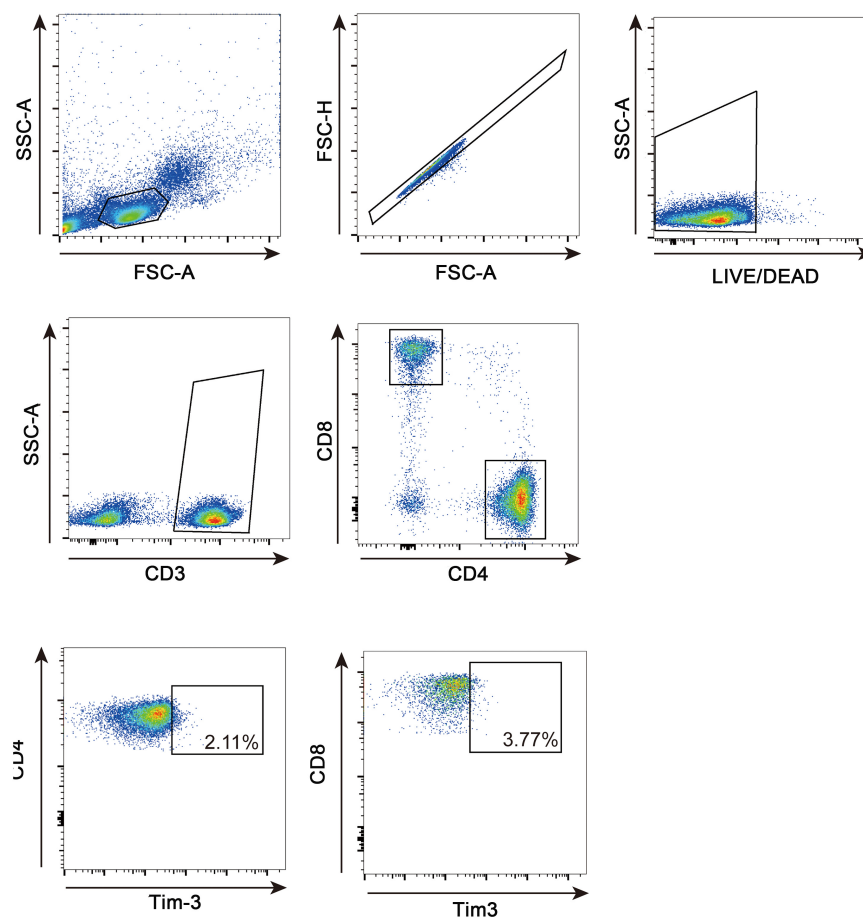 SSC-A
FSC-A
FSC-H
FSC-A
SSC-A
LIVE/DEAD
SSC-A
CD3
CD8
CD4
CD4
2.11%
Tim-3
CD8
3.77%
Tim3